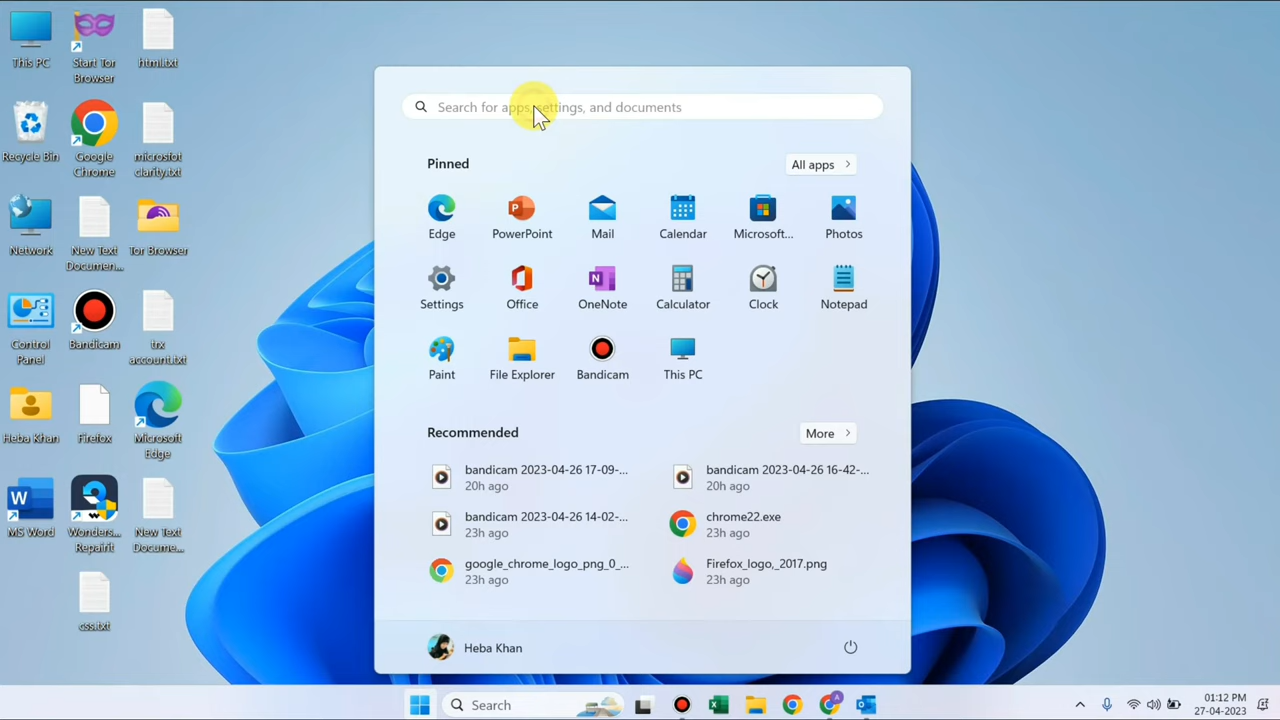 This PC
Start Tor
Browser
html.txt
Recycle Bin
Google
Chrome
microsfot
clarity.txt
Network
New Text
Documen...
Tor Browser
Control
Panel
Bandicam
trx
account.txt
Heba Khan
Firefox
Microsoft
Edge
MS Word
Wonders...
Repairit
New Text
Docume...
css.txt
Search for apps, settings, and documents
Pinned
All apps
Edge
PowerPoint
Mail
Calendar
Microsoft...
Photos
Settings
Office
OneNote
Calculator
Clock
Notepad
Paint
File Explorer
Bandicam
This PC
Recommended
More
bandicam 2023-04-26 17-09-...
20h ago
bandicam 2023-04-26 16-42-...
20h ago
bandicam 2023-04-26 14-02-...
23h ago
chrome22.exe
23h ago
google_chrome_logo_png_0_...
23h ago
Firefox_logo,_2017.png
23h ago
Heba Khan
Search
01:12 PM
27-04-2023